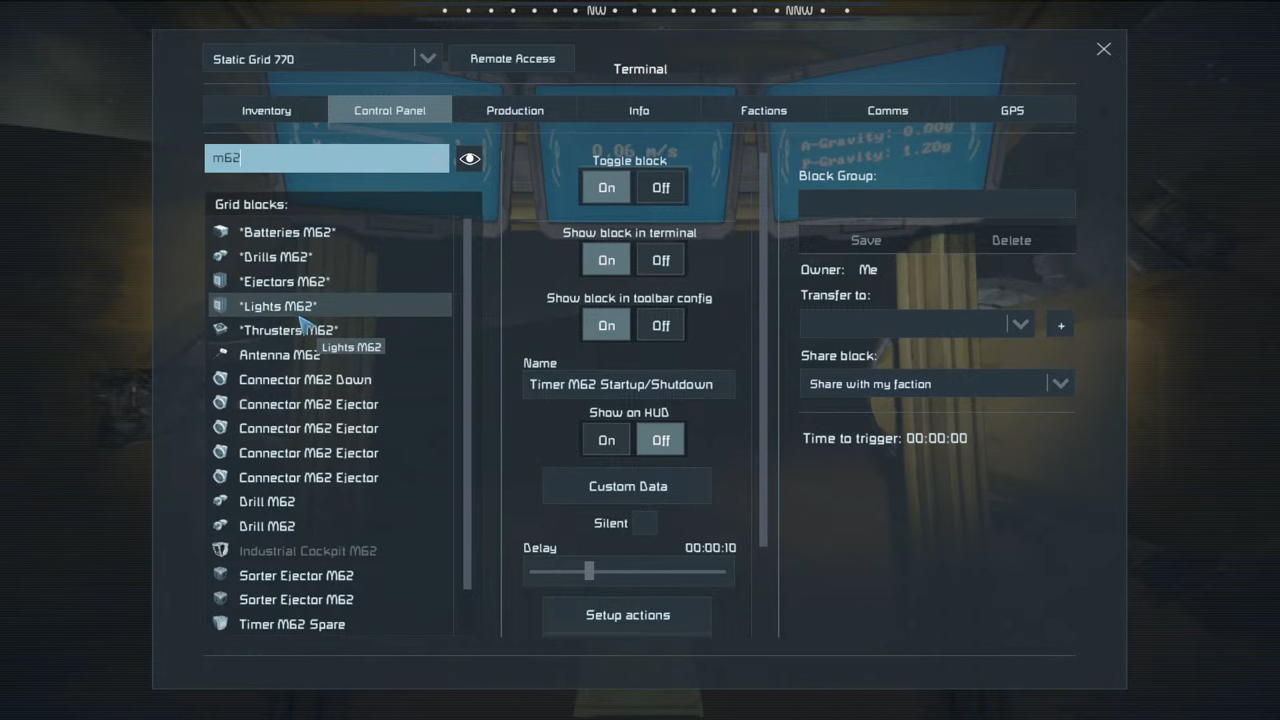 NW NNW
Static Grid 770
Remote Access
Terminal
Inventory
Control Panel
Production
Info
Factions
Comms
GPS
m62
Grid blocks:
*Batteries M62*
*Drills M62*
*Ejectors M62*
*Lights M62*
*Thrusters M62*
Lights M62
Antenna M62
Connector M62 Down
Connector M62 Ejector
Connector M62 Ejector
Connector M62 Ejector
Connector M62 Ejector
Drill M62
Drill M62
Industrial Cockpit M62
Sorter Ejector M62
Sorter Ejector M62
Timer M62 Spare
0.06 m/s
Toggle block
On Off
Show block in terminal
On Off
Show block in toolbar config
On Off
Name
Timer M62 Startup/Shutdown
Show on HUD
On Off
Custom Data
Silent
Delay 00:00:10
Setup actions
A-Gravity: 0.00g
P-Gravity: 1.20g
Block Group:
Save Delete
Owner: Me
Transfer to:
+
Share block:
Share with my faction
Time to trigger: 00:00:00